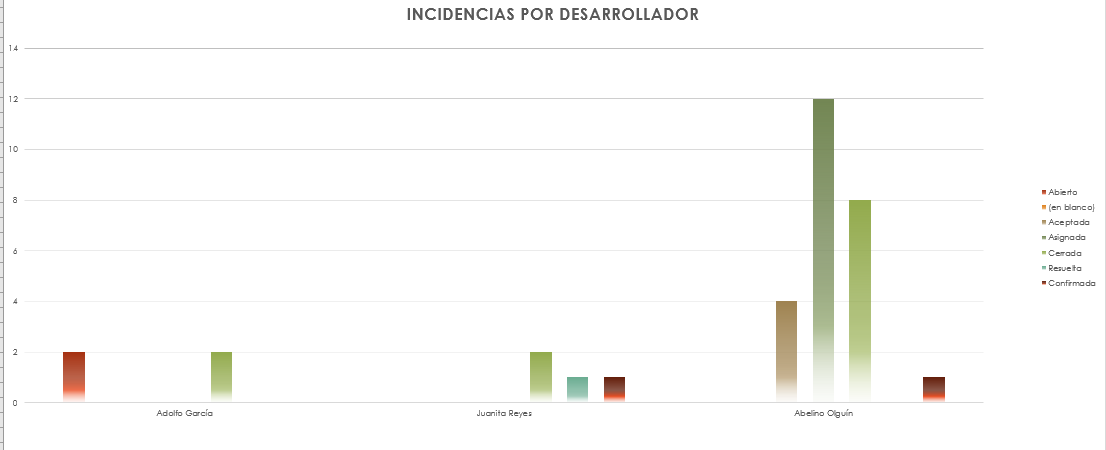 INCIDENCIAS POR DESARROLLADOR
14
12
10
8
6
4
2
0
Adolfo García
Juanita Reyes
Abelino Olguín
Abierto
(en blanco)
Aceptada
Asignada
Cerrada
Resuelta
Confirmada